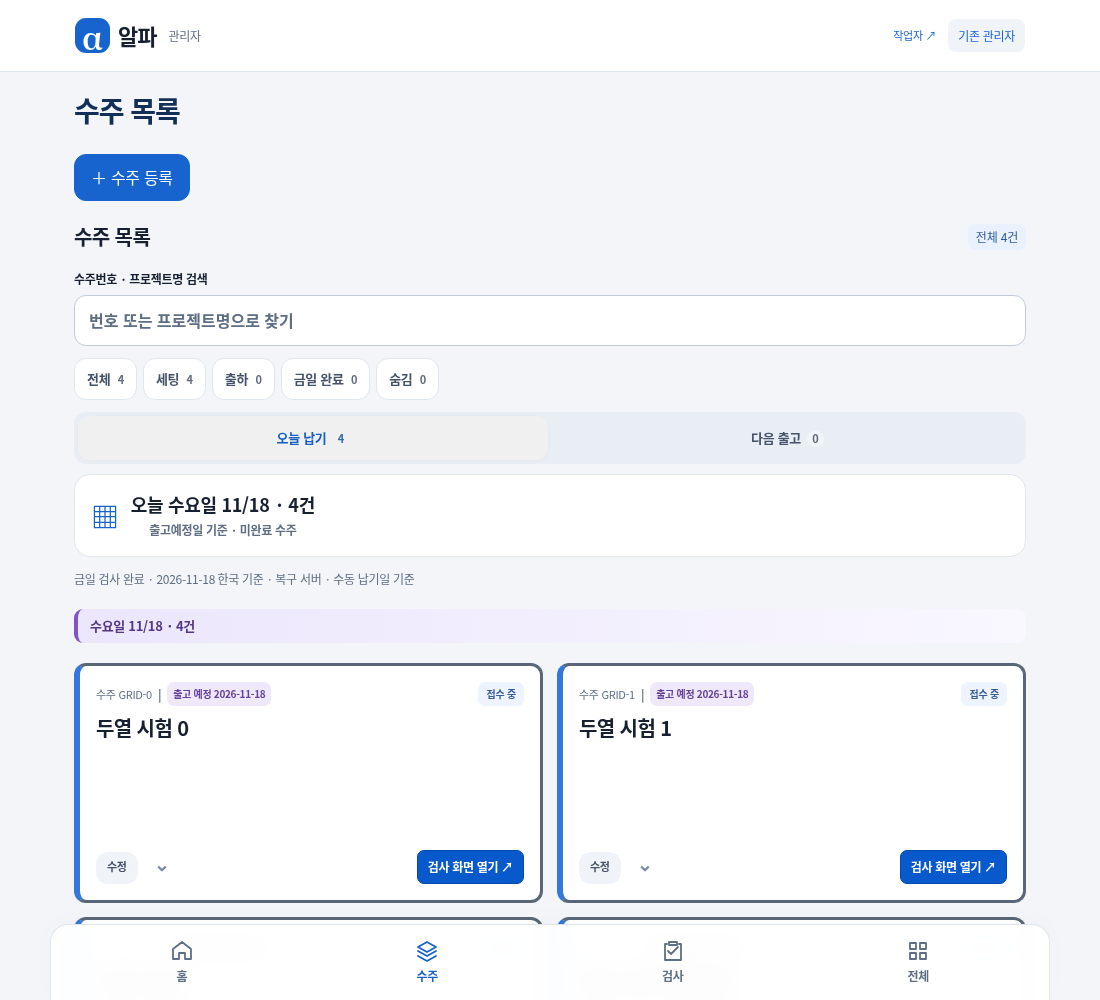 α 알파 관리자
작업자 ↗ 기존 관리자
수주 목록
+ 수주 등록
수주 목록
전체 4건
수주번호 · 프로젝트명 검색
번호 또는 프로젝트명으로 찾기
전체 4 세팅 4 출하 0 금일 완료 0 숨김 0
오늘 납기 4 다음 출고 0
오늘 수요일 11/18 · 4건
출고예정일 기준 · 미완료 수주
금일 검사 완료 · 2026-11-18 한국 기준 · 복구 서버 · 수동 납기일 기준
수요일 11/18 · 4건
수주 GRID-0 | 출고 예정 2026-11-18 접수 중
두열 시험 0
수정 검사 화면 열기 ↗
수주 GRID-1 | 출고 예정 2026-11-18 접수 중
두열 시험 1
수정 검사 화면 열기 ↗
홈 수주 검사 전체